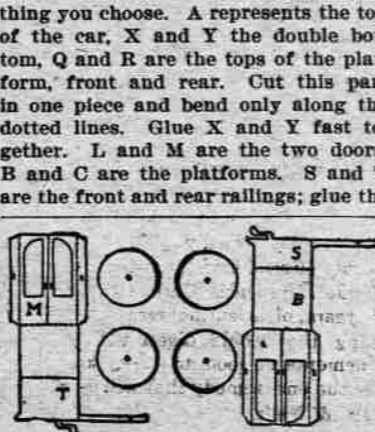 thing you choose. A represents the to
of the car, X and Y the double bo
tom, Q and R are the tops of the pla
form, front and rear. Cut this par
in one piece and bend only along th
dotted lines. Glue X and Y fast to
gether. L and M are the two door
B and C are the platforms. S and T
are the front and rear railings; glue th
S
B
M
T